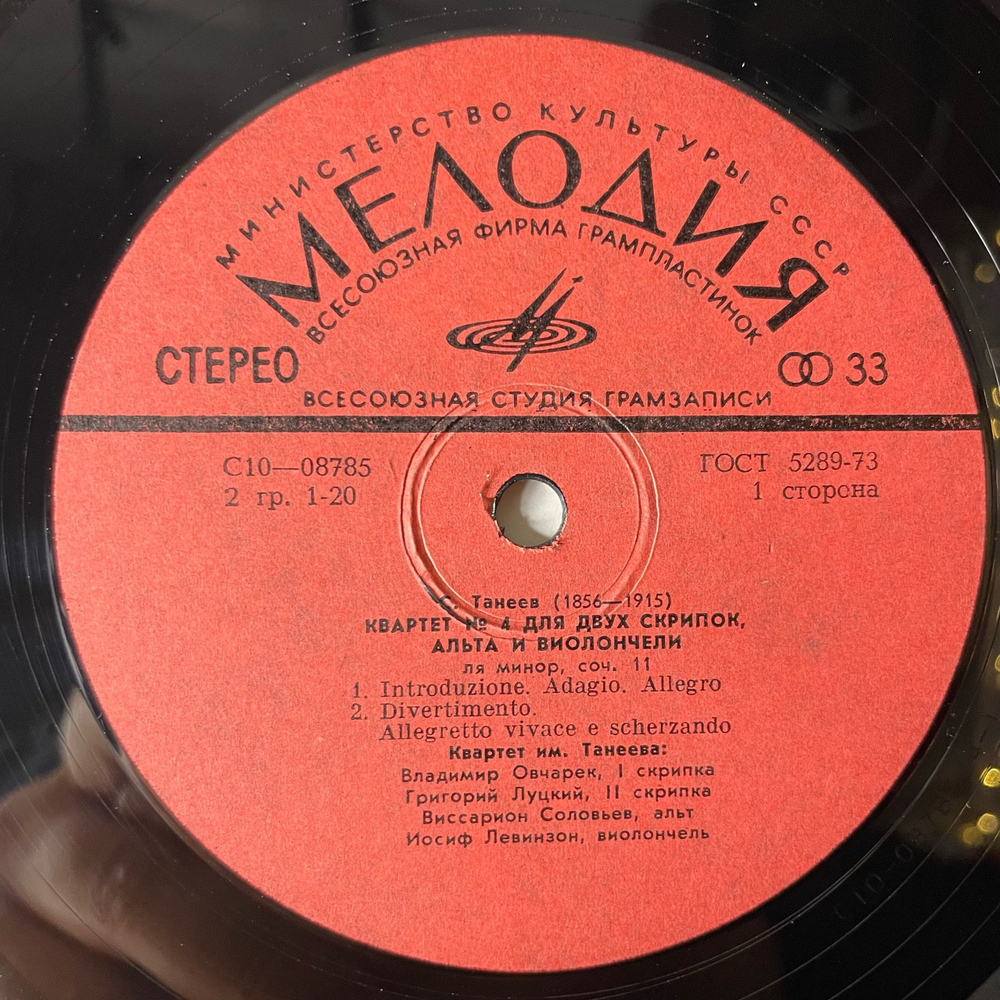 МИНИСТЕРСТВО КУЛЬТУРЫ СССР
МЕЛОДИЯ
ВСЕСОЮЗНАЯ ФИРМА ГРАМПЛАСТИНОК
СТЕРЕО
33
ВСЕСОЮЗНАЯ СТУДИЯ ГРАМЗАПИСИ
С10—08785
ГОСТ 5289-73
2 гр. 1-20
1 сторона
С. Танеев (1856—1915)
КВАРТЕТ № 4 ДЛЯ ДВУХ СКРИПОК,
АЛЬТА И ВИОЛОНЧЕЛИ
ля минор, соч. 11
1. Introduzione. Adagio. Allegro
2. Divertimento.
Allegretto vivace e scherzando
Квартет им. Танеева:
Владимир Овчарек, I скрипка
Григорий Луцкий, II скрипка
Виссарион Соловьев, альт
Иосиф Левинзон, виолончель